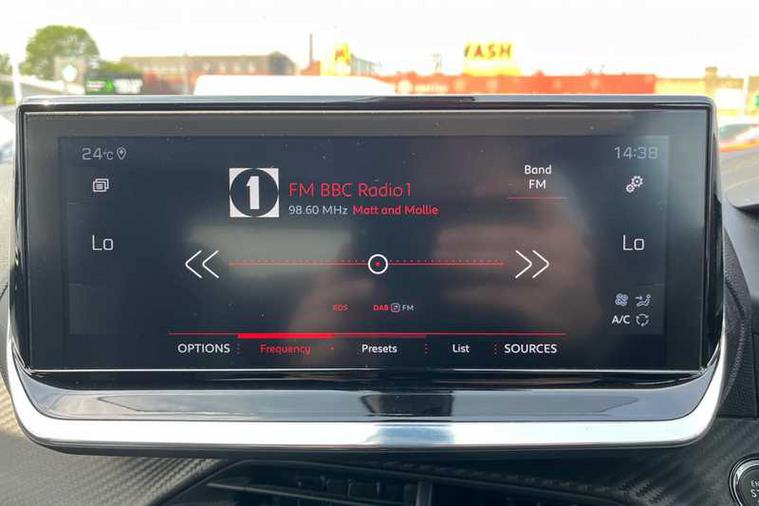 WASH
24°C
14:38
1
FM BBC Radio 1
98.60 MHz Matt and Mollie
Band
FM
Lo
Lo
RDS DAB FM
A/C
OPTIONS Frequency Presets List SOURCES